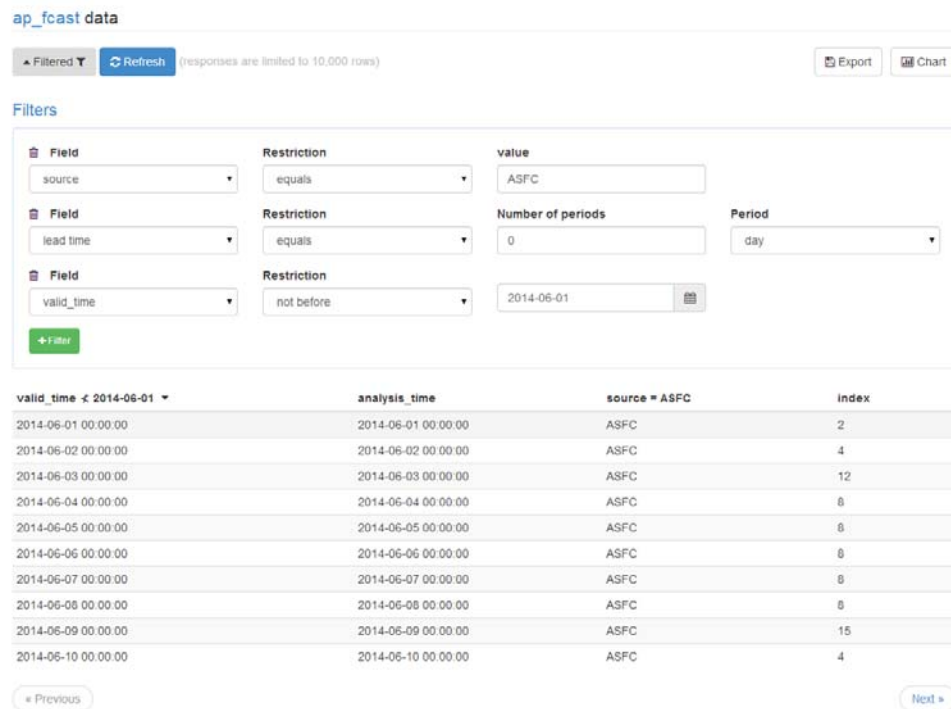 ap_fcast data
Filtered Refresh (responses are limited to 10,000 rows) Export Chart
Filters
Field Restriction value
source equals ASFC
Field Restriction Number of periods Period
lead time equals 0 day
Field Restriction
valid_time not before 2014-06-01
+Filter
valid_time ⊀ 2014-06-01 analysis_time source = ASFC index
2014-06-01 00:00:00 2014-06-01 00:00:00 ASFC 2
2014-06-02 00:00:00 2014-06-02 00:00:00 ASFC 4
2014-06-03 00:00:00 2014-06-03 00:00:00 ASFC 12
2014-06-04 00:00:00 2014-06-04 00:00:00 ASFC 8
2014-06-05 00:00:00 2014-06-05 00:00:00 ASFC 8
2014-06-06 00:00:00 2014-06-06 00:00:00 ASFC 8
2014-06-07 00:00:00 2014-06-07 00:00:00 ASFC 8
2014-06-08 00:00:00 2014-06-08 00:00:00 ASFC 8
2014-06-09 00:00:00 2014-06-09 00:00:00 ASFC 15
2014-06-10 00:00:00 2014-06-10 00:00:00 ASFC 4
« Previous Next »